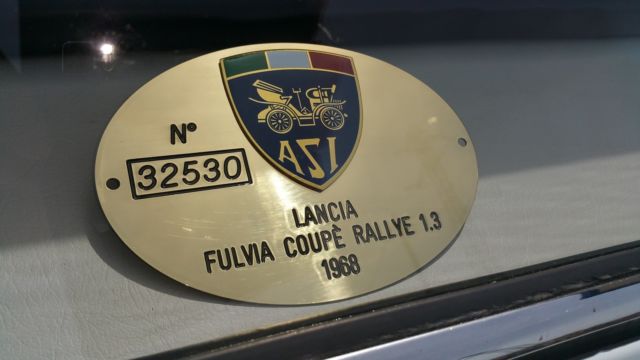 ASI
N°
32530
LANCIA
FULVIA COUPÈ RALLYE 1.3
1968